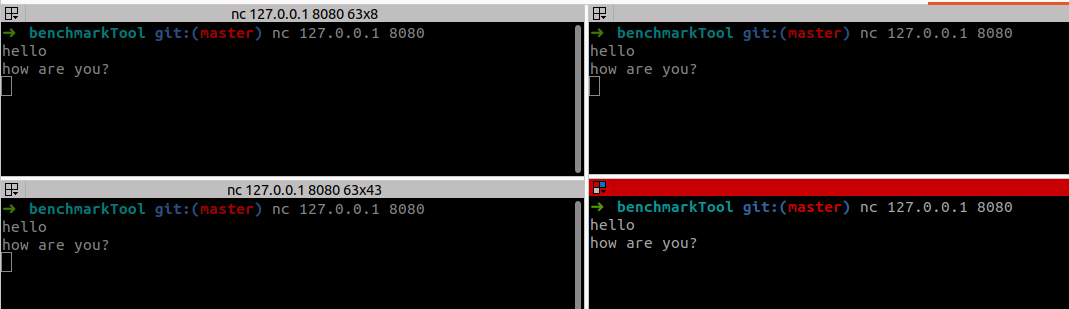 nc 127.0.0.1 8080 63x8
➜ benchmarkTool git:(master) nc 127.0.0.1 8080
hello
how are you?
➜ benchmarkTool git:(master) nc 127.0.0.1 8080
hello
how are you?
nc 127.0.0.1 8080 63x43
➜ benchmarkTool git:(master) nc 127.0.0.1 8080
hello
how are you?
➜ benchmarkTool git:(master) nc 127.0.0.1 8080
hello
how are you?